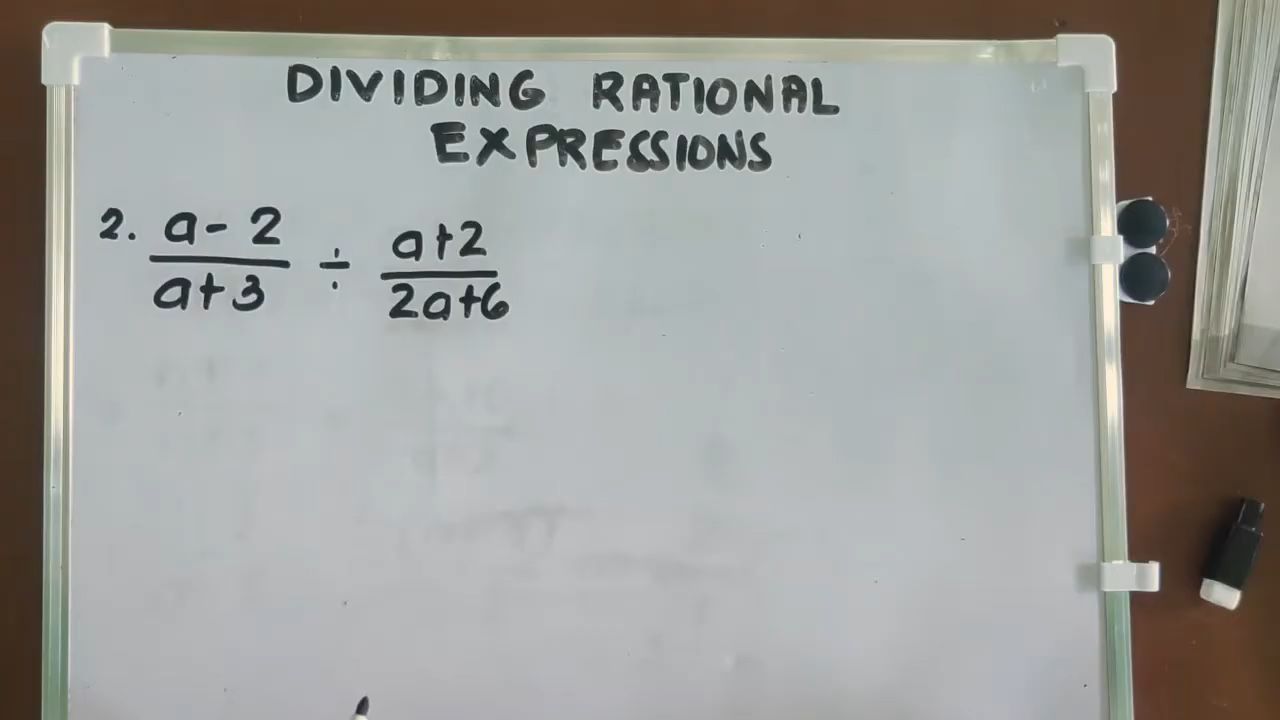 DIVIDING RATIONAL
EXPRESSIONS
2. a - 2 / a + 3 ÷ a + 2 / 2a + 6